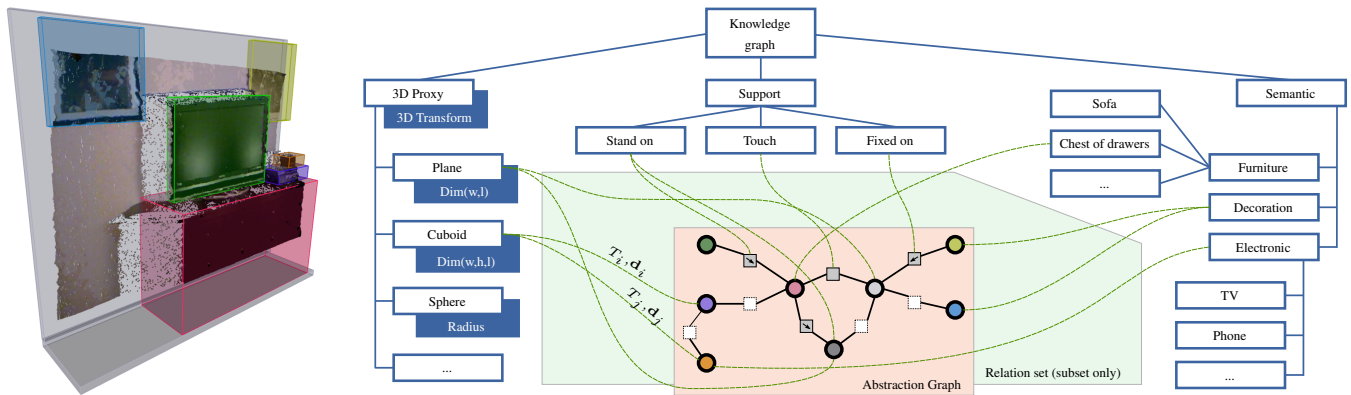 Knowledge
graph
3D Proxy
3D Transform
Support
Semantic
Sofa
Stand on
Touch
Fixed on
Chest of drawers
Plane
Dim(w,l)
...
Furniture
Decoration
Cuboid
Dim(w,h,l)
Electronic
T_i, d_i
T_j, d_j
Sphere
Radius
TV
Phone
...
...
Relation set (subset only)
Abstraction Graph